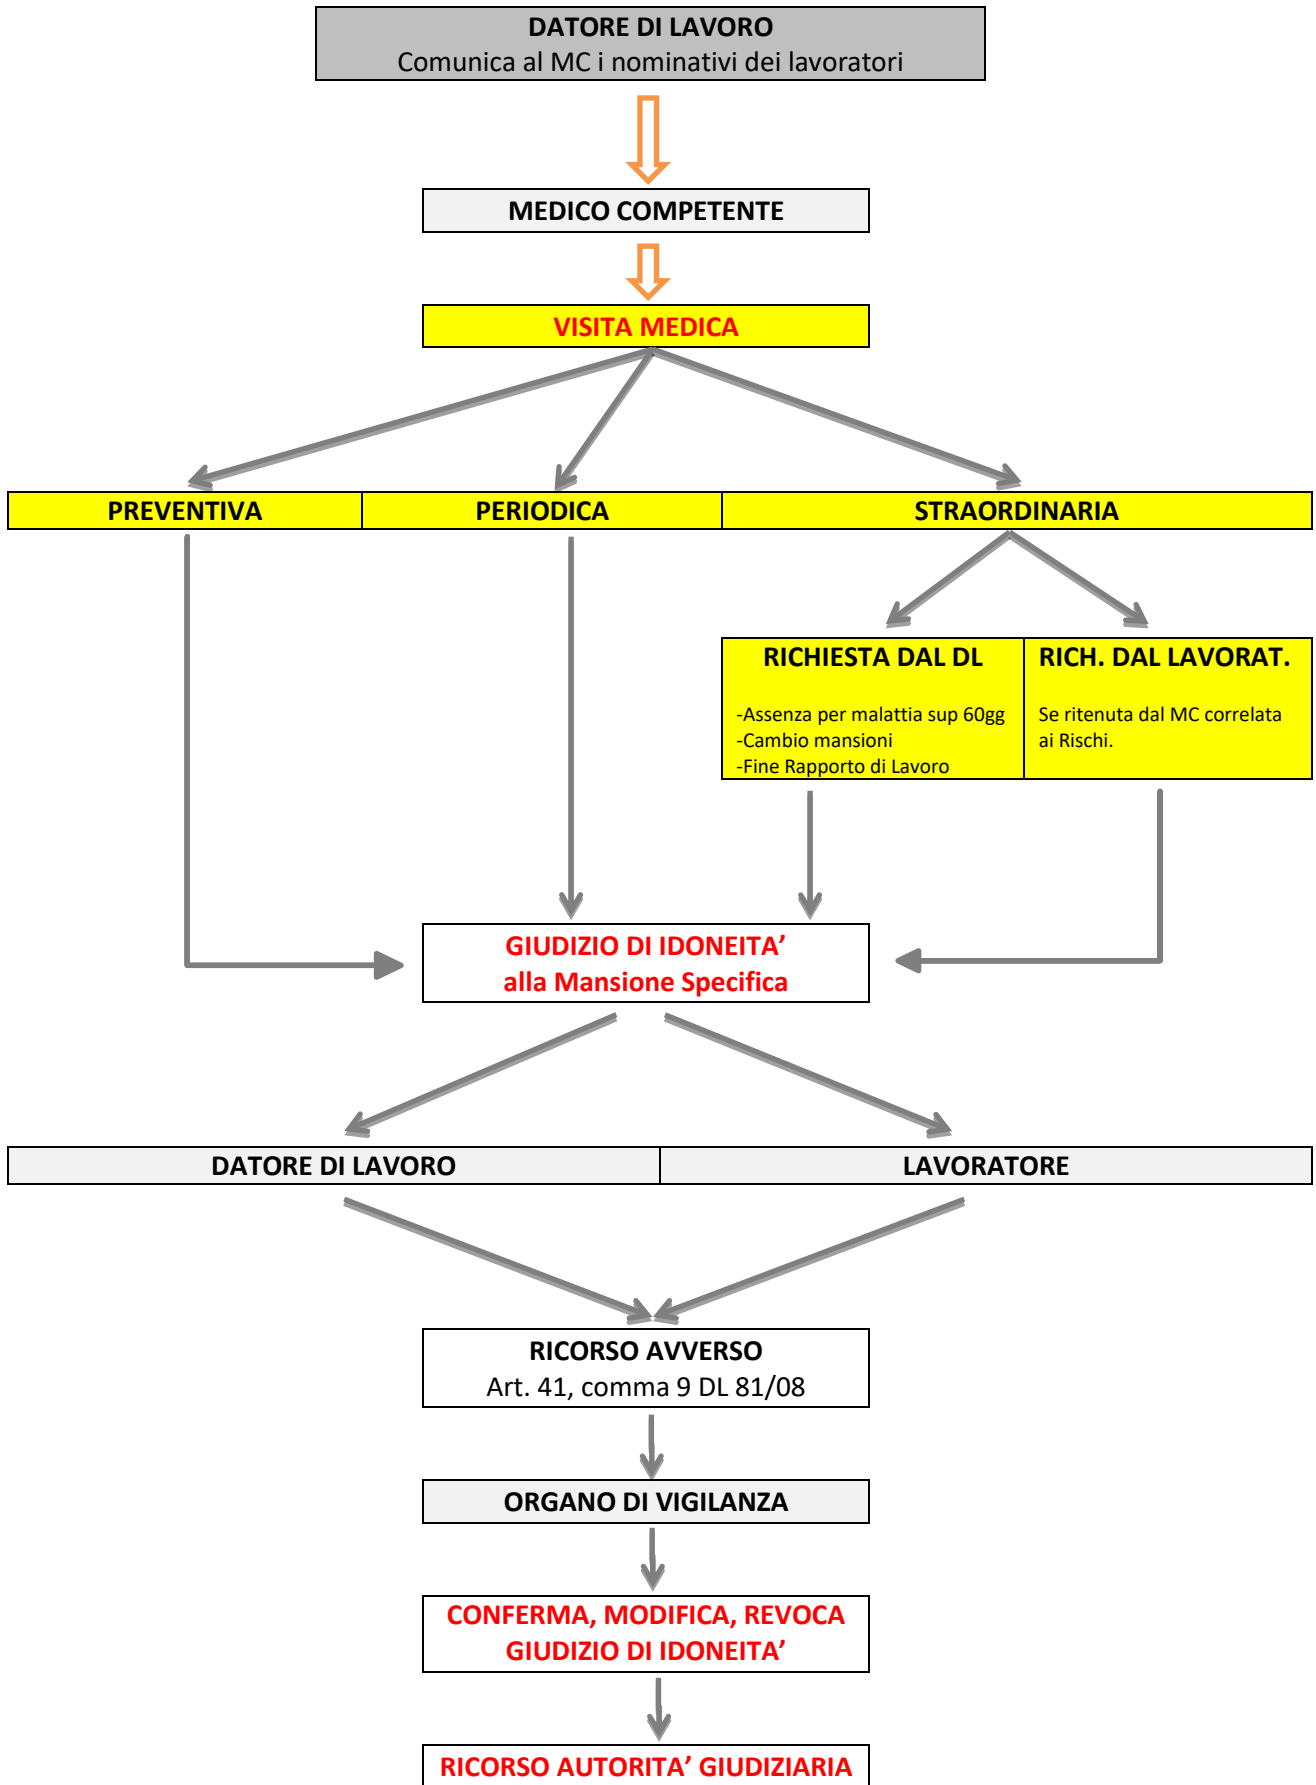 DATORE DI LAVORO
Comunica al MC i nominativi dei lavoratori
MEDICO COMPETENTE
VISITA MEDICA
PREVENTIVA
PERIODICA
STRAORDINARIA
RICHIESTA DAL DL
-Assenza per malattia sup 60gg
-Cambio mansioni
-Fine Rapporto di Lavoro
RICH. DAL LAVORAT.
Se ritenuta dal MC correlata
ai Rischi.
GIUDIZIO DI IDONEITA’
alla Mansione Specifica
DATORE DI LAVORO
LAVORATORE
RICORSO AVVERSO
Art. 41, comma 9 DL 81/08
ORGANO DI VIGILANZA
CONFERMA, MODIFICA, REVOCA
GIUDIZIO DI IDONEITA’
RICORSO AUTORITA’ GIUDIZIARIA